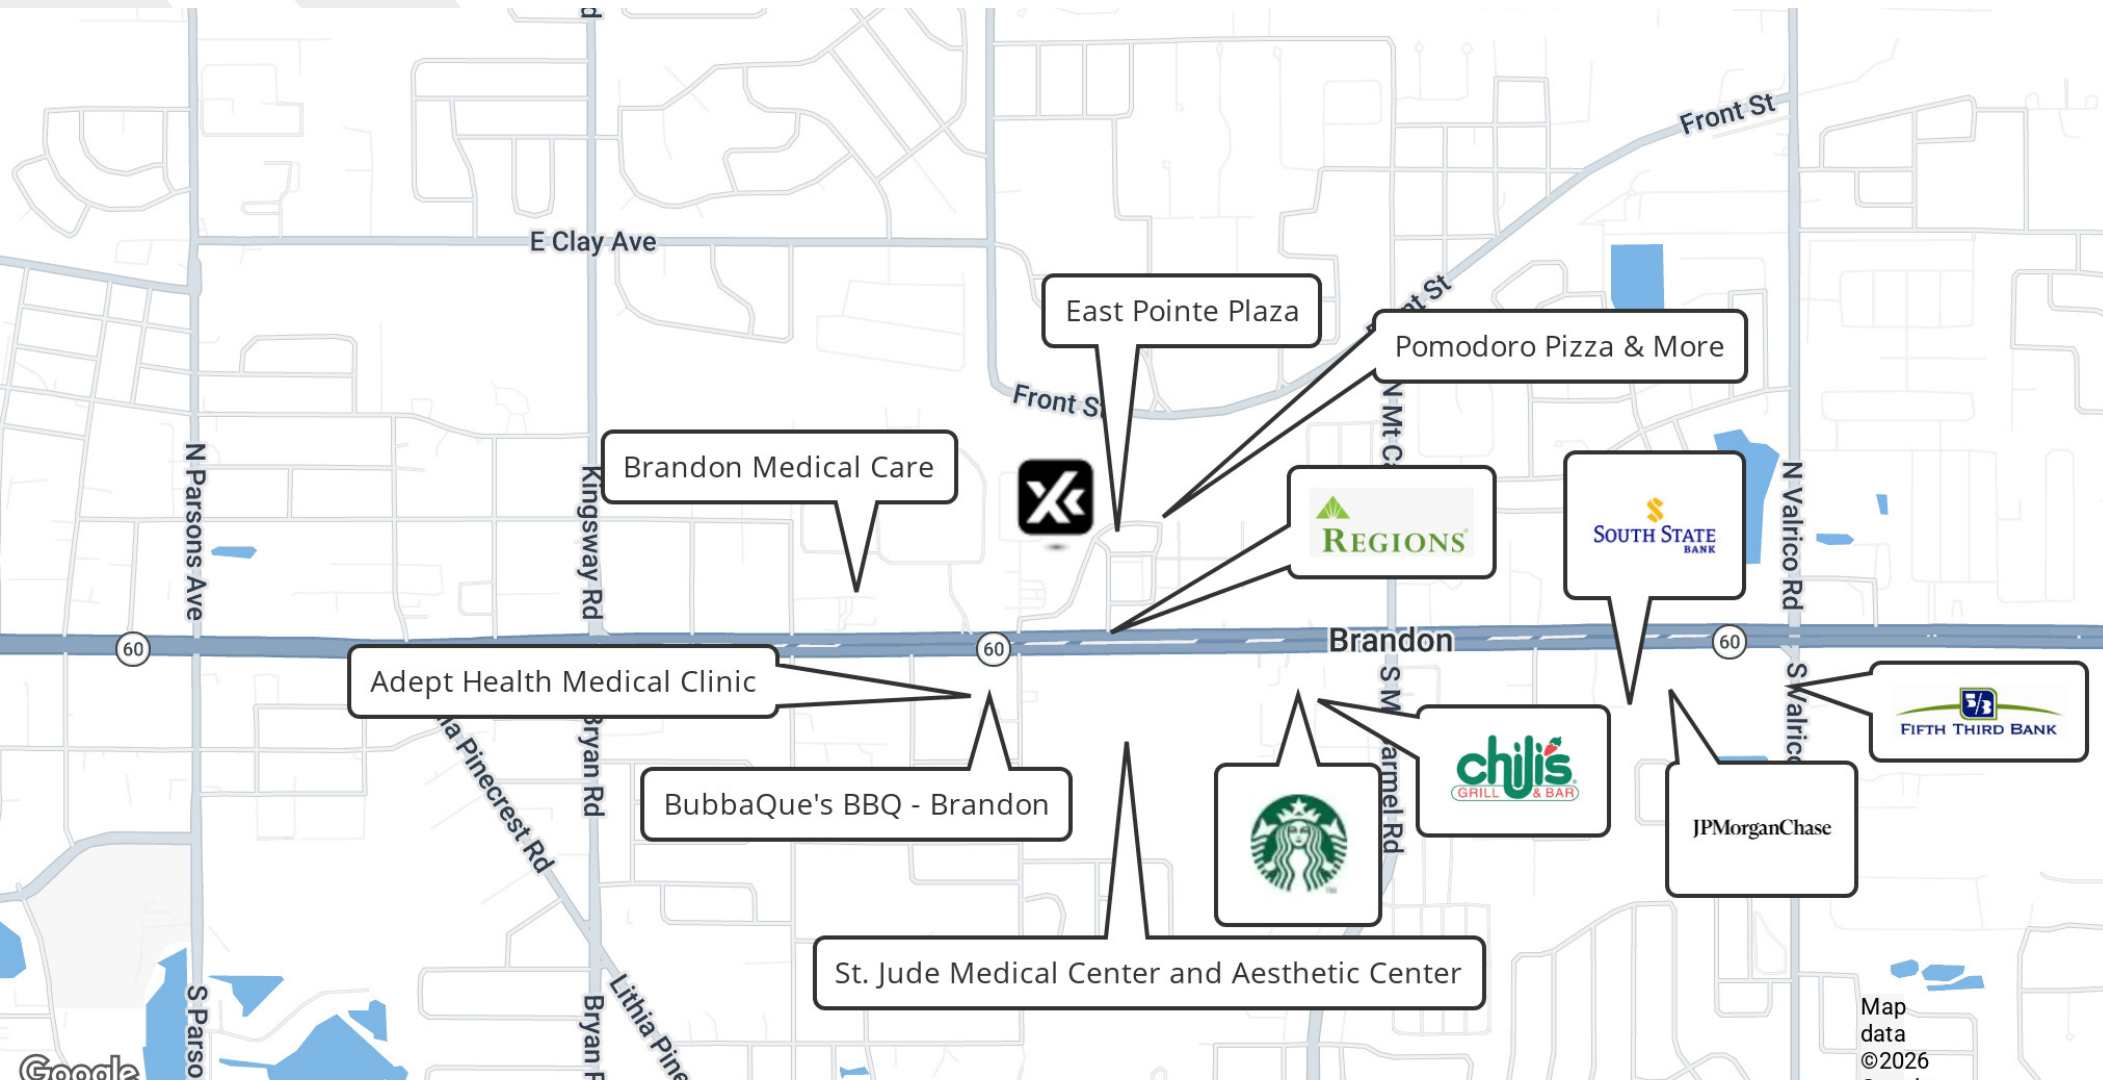 Front St
E Clay Ave
East Pointe Plaza
Pomodoro Pizza & More
Front St
N Parsons Ave
Kingsway Rd
Brandon Medical Care
REGIONS
SOUTH STATE
BANK
N Valrico Rd
60
60
Brandon
60
Adept Health Medical Clinic
FIFTH THIRD BANK
BubbaQue's BBQ - Brandon
Bryan Rd
Pinecrest Rd
chili's
GRILL & BAR
JPMorganChase
St. Jude Medical Center and Aesthetic Center
Lithia
Bryan
Map
data
©2026
Google